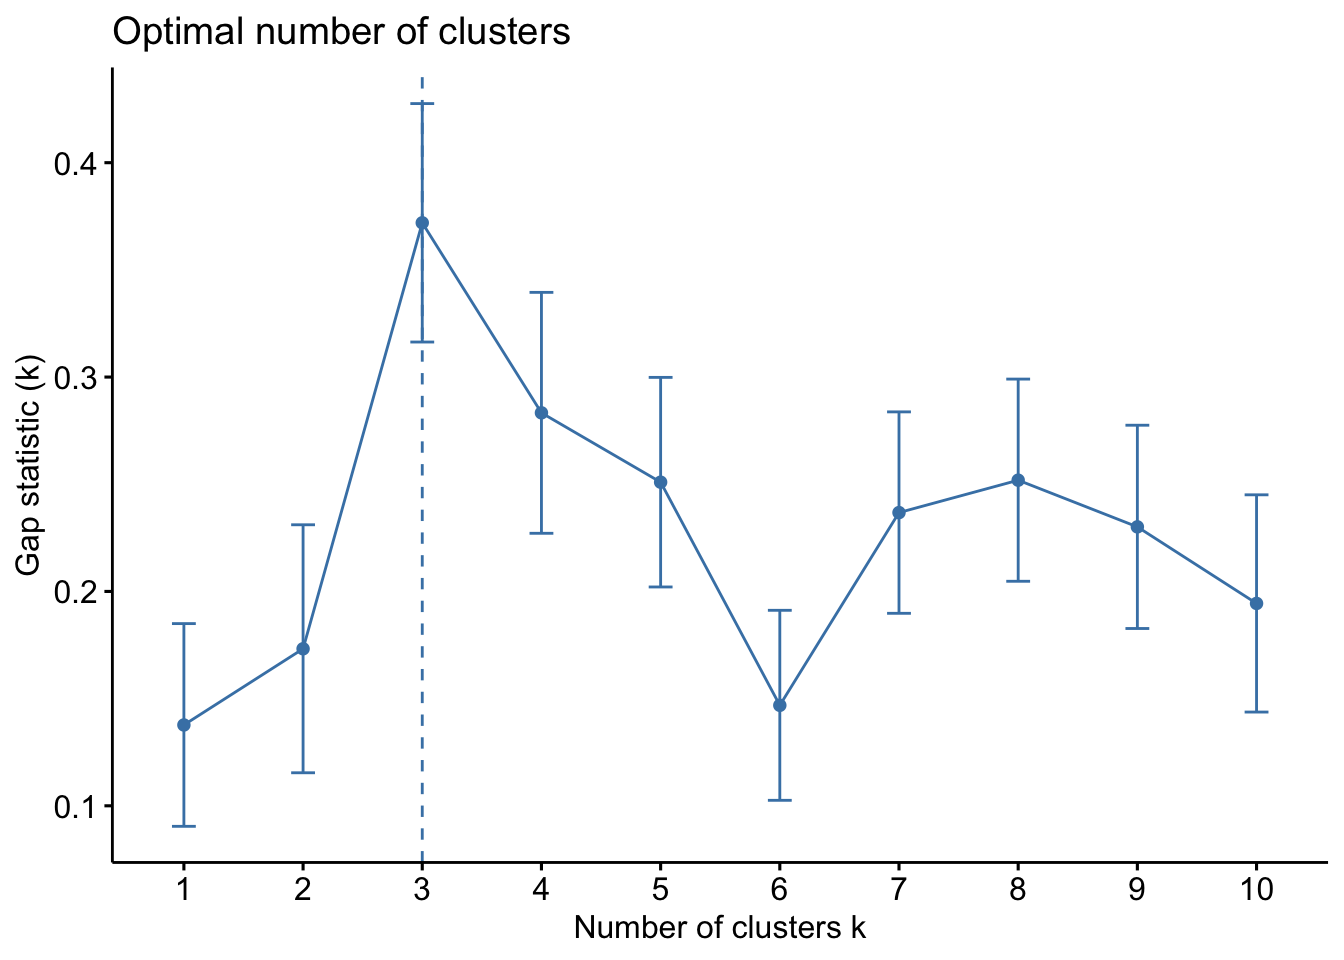 Optimal number of clusters
0.4
0.3
0.2
0.1
Gap statistic (k)
1 2 3 4 5 6 7 8 9 10
Number of clusters k